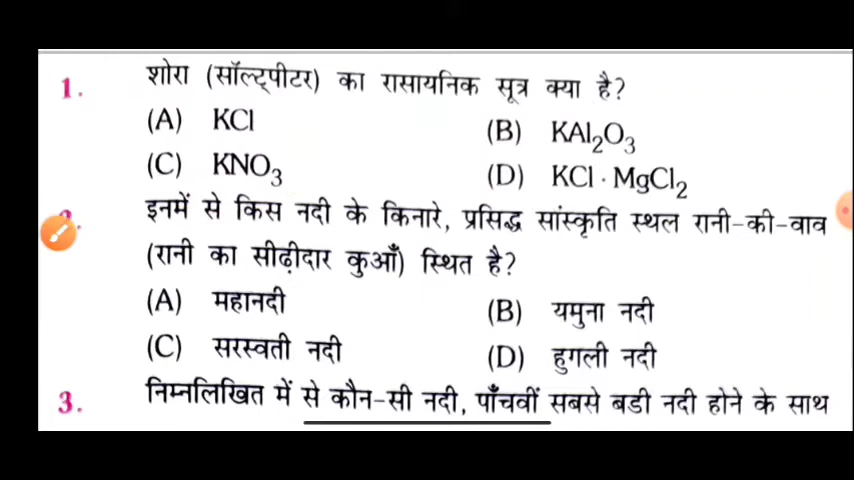 1. शोरा (सॉल्ट्पीटर) का रासायनिक सूत्र क्या है?
(A) KCl (B) KAl₂O₃
(C) KNO₃ (D) KCl · MgCl₂
इनमें से किस नदी के किनारे, प्रसिद्ध सांस्कृति स्थल रानी-की-वाव
(रानी का सीढ़ीदार कुआँ) स्थित है?
(A) महानदी (B) यमुना नदी
(C) सरस्वती नदी (D) हुगली नदी
3. निम्नलिखित में से कौन-सी नदी, पाँचवीं सबसे बडी नदी होने के साथ